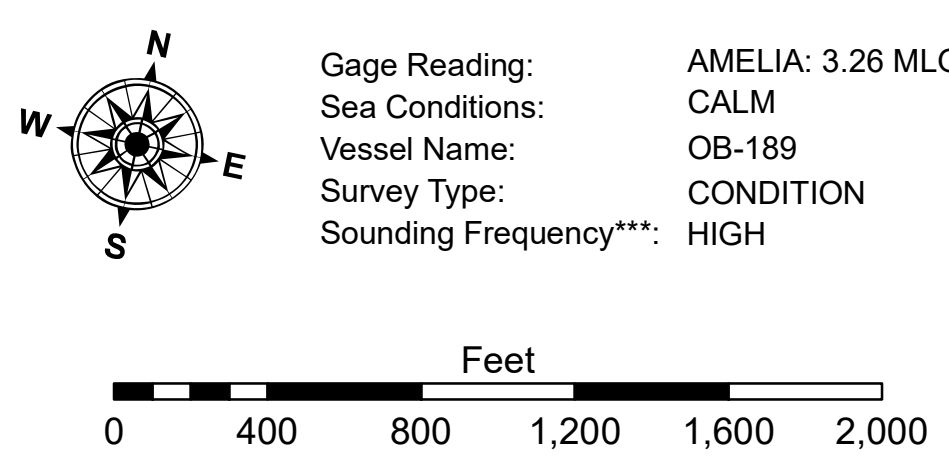 N
W
E
S
Gage Reading: AMELIA: 3.26
Sea Conditions: CALM
Vessel Name: OB-189
Survey Type: CONDITION
Sounding Frequency***: HIGH
Feet
0 400 800 1,200 1,600 2,000